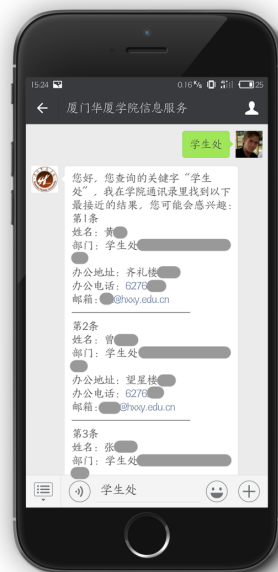 15:24
0.16 K/s
25
厦门华厦学院信息服务
学生处
您好，您查询的关键字“学生
处”，我在学院通讯录里找到以下
最接近的结果，您可能会感兴趣：
第1条
姓名：黄
部门：学生处
办公地址：齐礼楼
办公电话：6276
邮箱：@hxxy.edu.cn
第2条
姓名：曾
部门：学生处
办公地址：望星楼
办公电话：6276
邮箱：@hxxy.edu.cn
第3条
姓名：张
部门：学生处
学生处